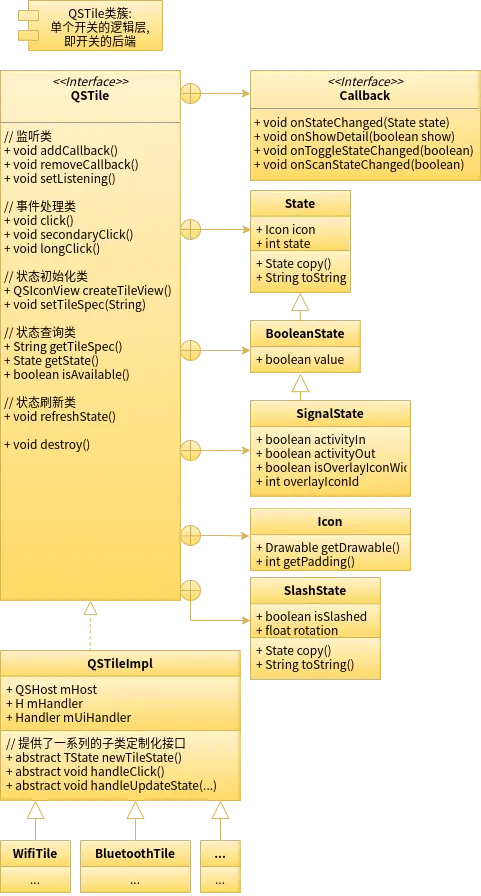 QSTile类簇:
单个开关的逻辑层,
即开关的后端
<<Interface>>
QSTile
// 监听类
+ void addCallback()
+ void removeCallback()
+ void setListening()
// 事件处理类
+ void click()
+ void secondaryClick()
+ void longClick()
// 状态初始化类
+ QSIconView createTileView()
+ void setTileSpec(String)
// 状态查询类
+ String getTileSpec()
+ State getState()
+ boolean isAvailable()
// 状态刷新类
+ void refreshState()
+ void destroy()
<<Interface>>
Callback
+ void onStateChanged(State state)
+ void onShowDetail(boolean show)
+ void onToggleStateChanged(boolean)
+ void onScanStateChanged(boolean)
State
+ Icon icon
+ int state
+ State copy()
+ String toString
BooleanState
+ boolean value
SignalState
+ boolean activityIn
+ boolean activityOut
+ boolean isOverlayIconWid
+ int overlayIconId
Icon
+ Drawable getDrawable()
+ int getPadding()
SlashState
+ boolean isSlashed
+ float rotation
+ State copy()
+ String toString()
QSTileImpl
+ QSHost mHost
+ H mHandler
+ Handler mUiHandler
// 提供了一系列的子类定制化接口
+ abstract TState newTileState()
+ abstract void handleClick()
+ abstract void handleUpdateState(...)
WifiTile
...
BluetoothTile
...
...
...